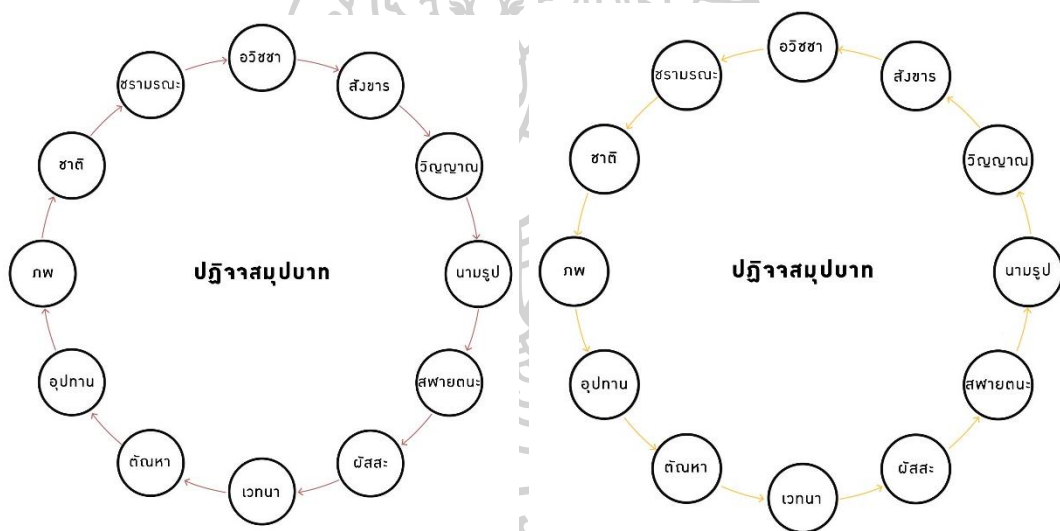 อวิชชา
สังขาร
วิญญาณ
นามรูป
สฬายตนะ
ผัสสะ
เวทนา
ตัณหา
อุปทาน
ภพ
ชาติ
ชรามรณะ
ปฏิจจสมุปบาท
อวิชชา
ชรามรณะ
ชาติ
ภพ
อุปทาน
ตัณหา
เวทนา
ผัสสะ
สฬายตนะ
นามรูป
วิญญาณ
สังขาร
ปฏิจจสมุปบาท